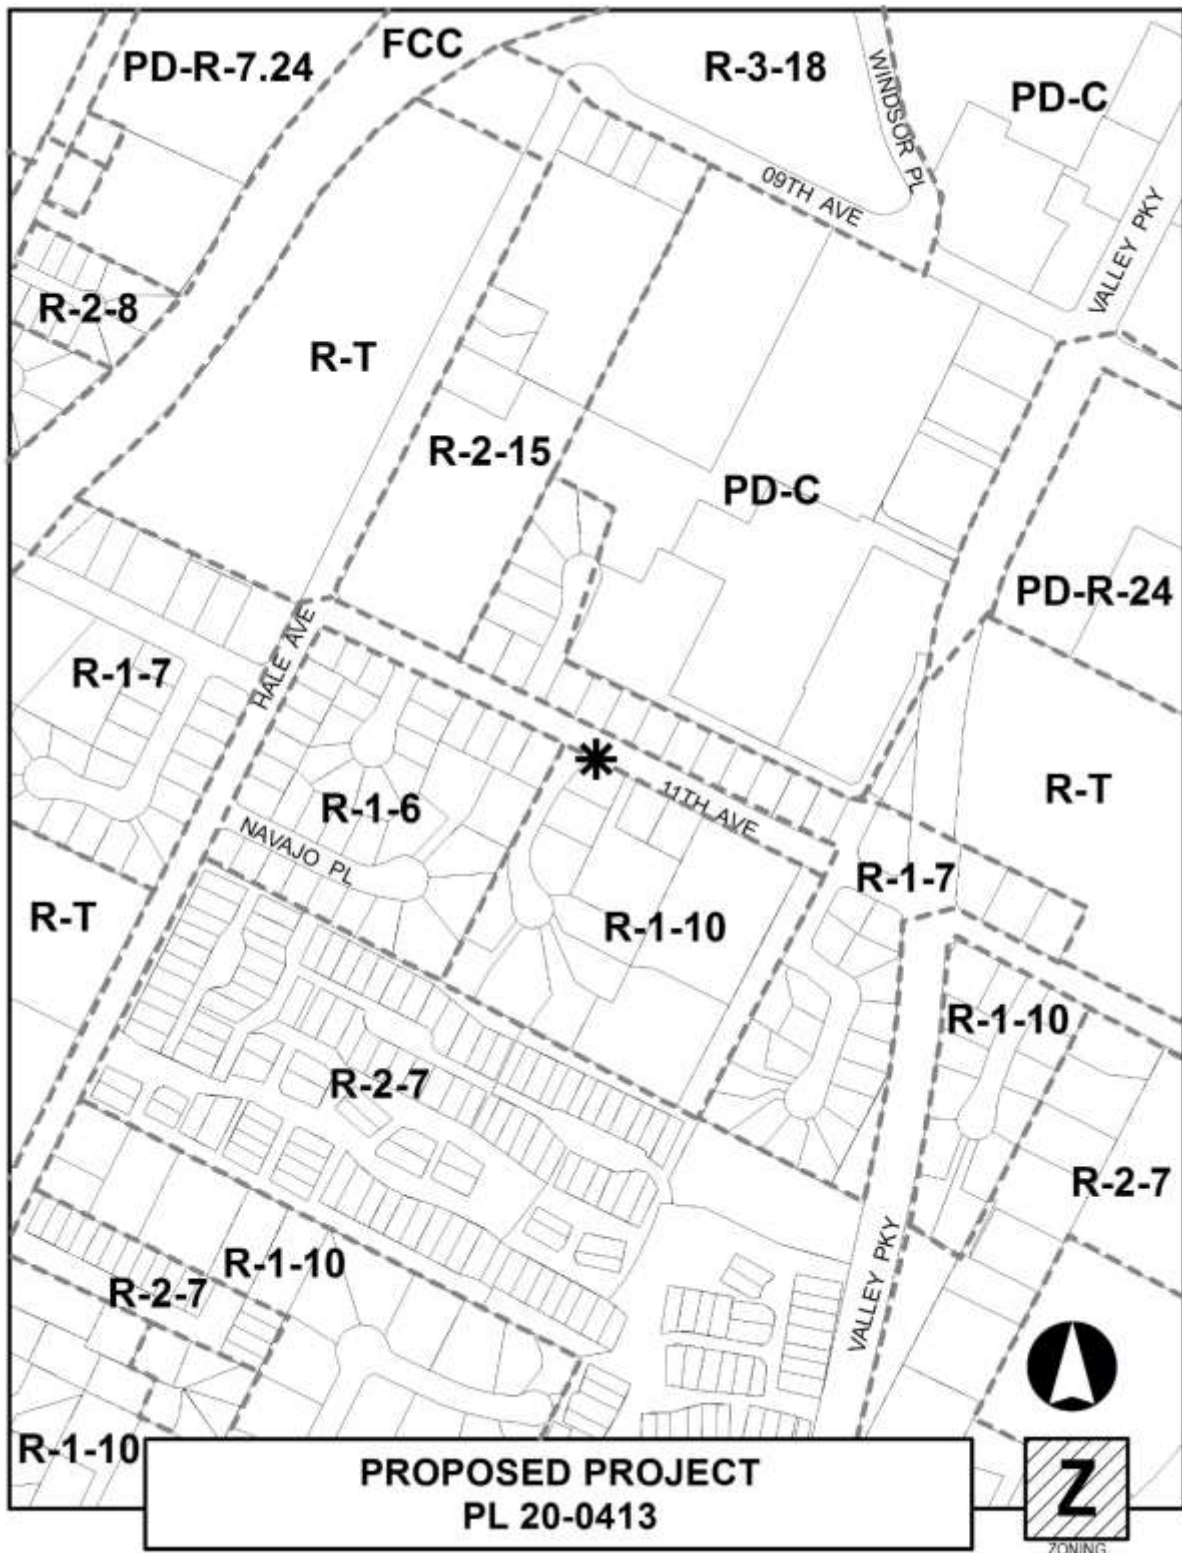 FCC
PD-R-7.24
R-3-18
PD-C
WINDSOR PL
09TH AVE
VALLEY PKY
R-2-8
R-T
R-2-15
PD-C
PD-R-24
HALE AVE
R-1-7
R-T
R-1-6
11TH AVE
NAVAJO PL
R-1-7
R-T
R-1-10
R-1-10
R-2-7
R-2-7
VALLEY PKY
R-1-10
R-2-7
R-1-10
PROPOSED PROJECT
PL 20-0413
Z
ZONING